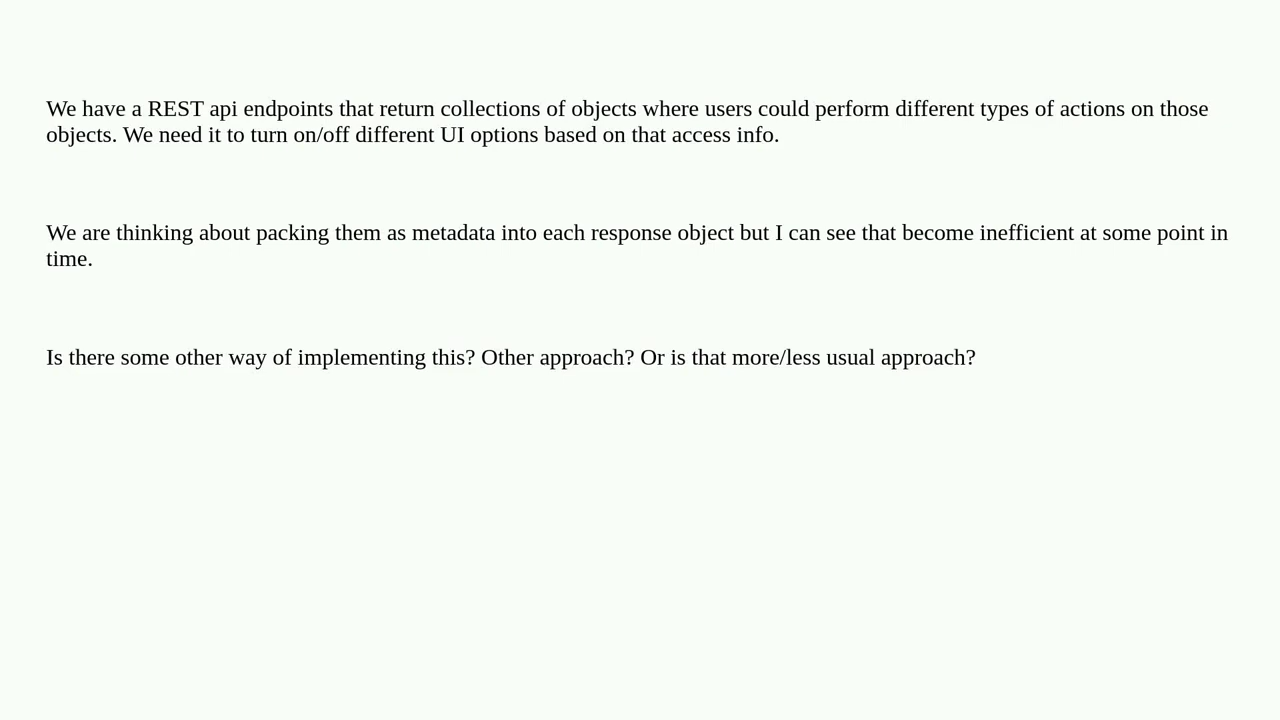 We have a REST api endpoints that return collections of objects where users could perform different types of actions on those
objects. We need it to turn on/off different UI options based on that access info.
We are thinking about packing them as metadata into each response object but I can see that become inefficient at some point in
time.
Is there some other way of implementing this? Other approach? Or is that more/less usual approach?